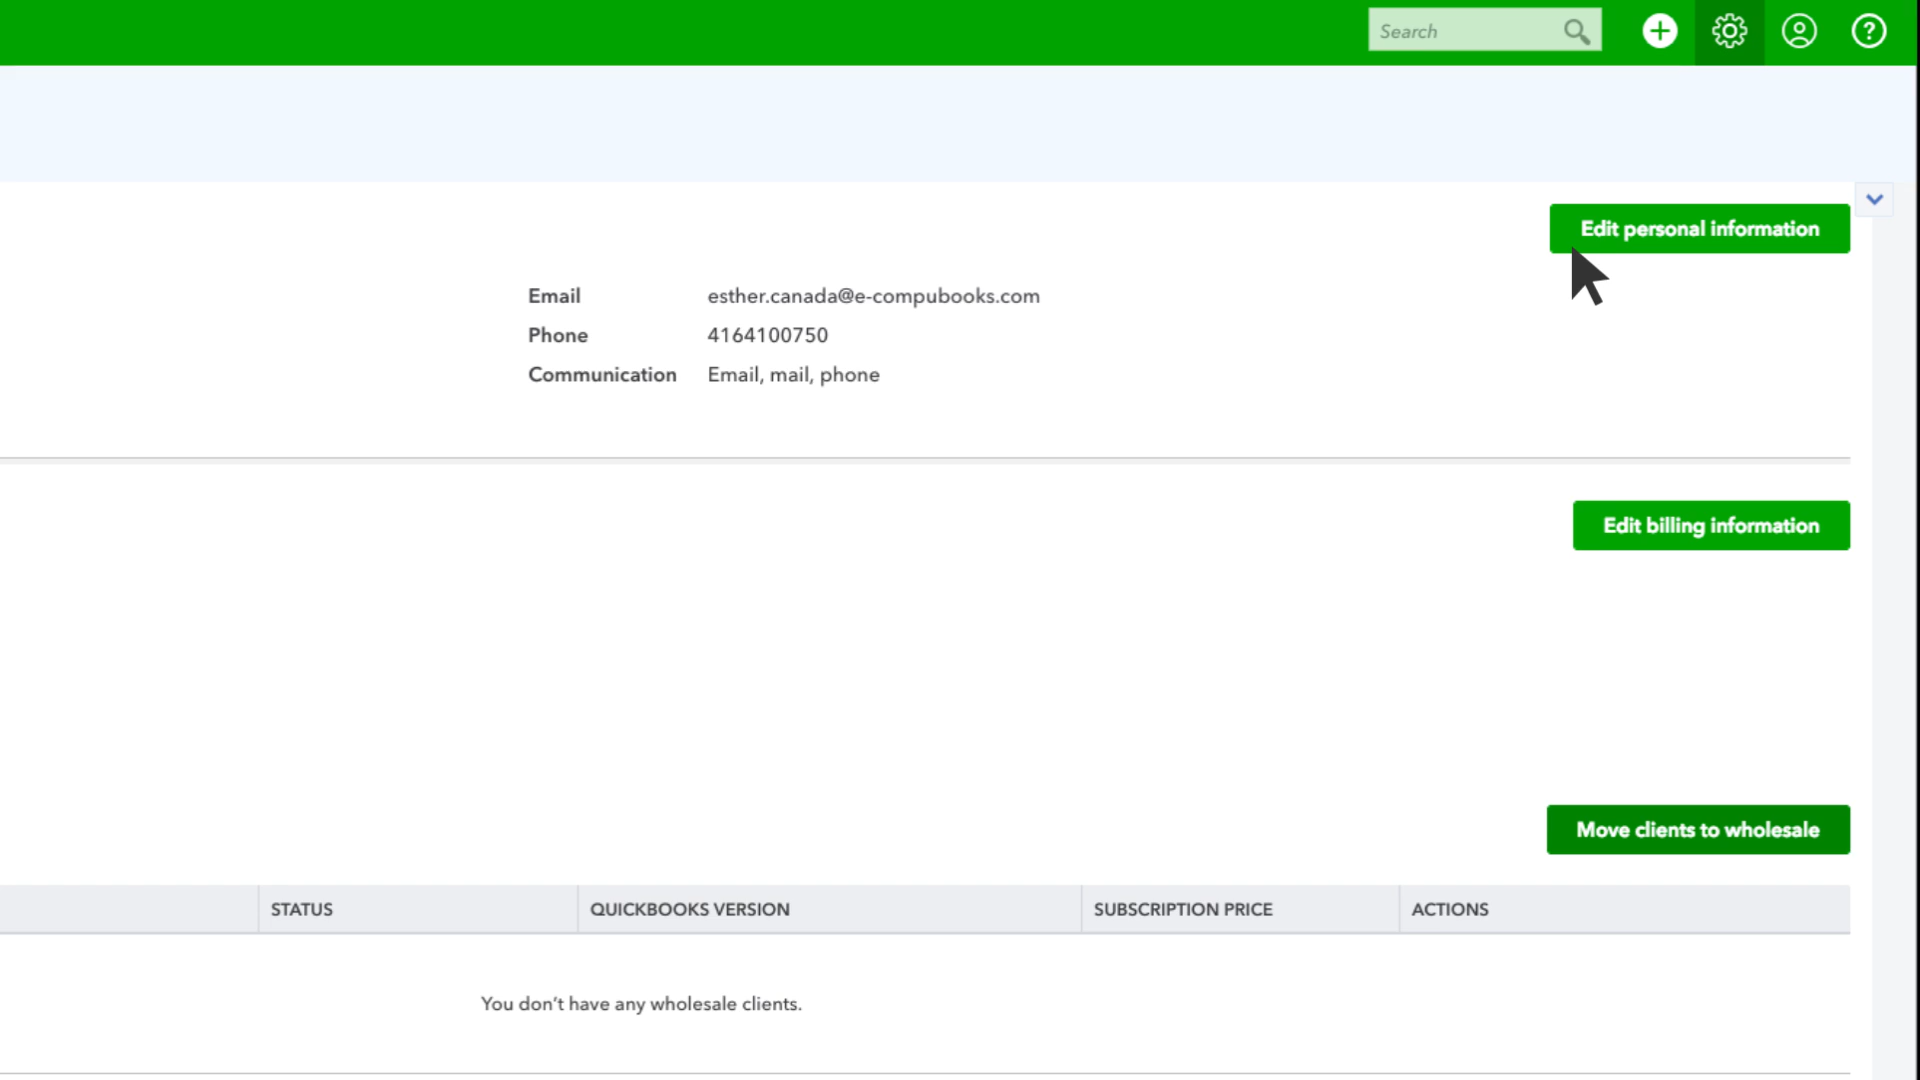 Search
Edit personal information
Email esther.canada@e-compubooks.com
Phone 4164100750
Communication Email, mail, phone
Edit billing information
Move clients to wholesale
STATUS QUICKBOOKS VERSION SUBSCRIPTION PRICE ACTIONS
You don't have any wholesale clients.